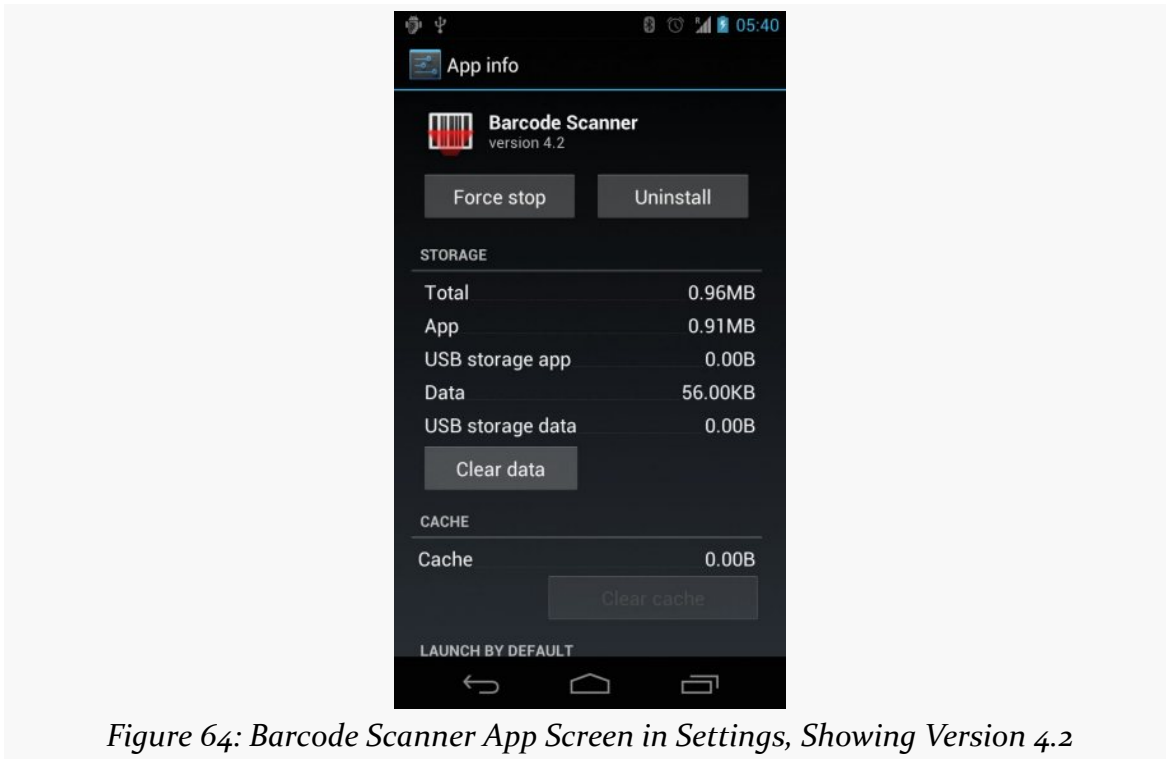 05:40
App info
Barcode Scanner
version 4.2
Force stop
Uninstall
STORAGE
Total 0.96MB
App 0.91MB
USB storage app 0.00B
Data 56.00KB
USB storage data 0.00B
Clear data
CACHE
Cache 0.00B
Clear cache
LAUNCH BY DEFAULT
Figure 64: Barcode Scanner App Screen in Settings, Showing Version 4.2